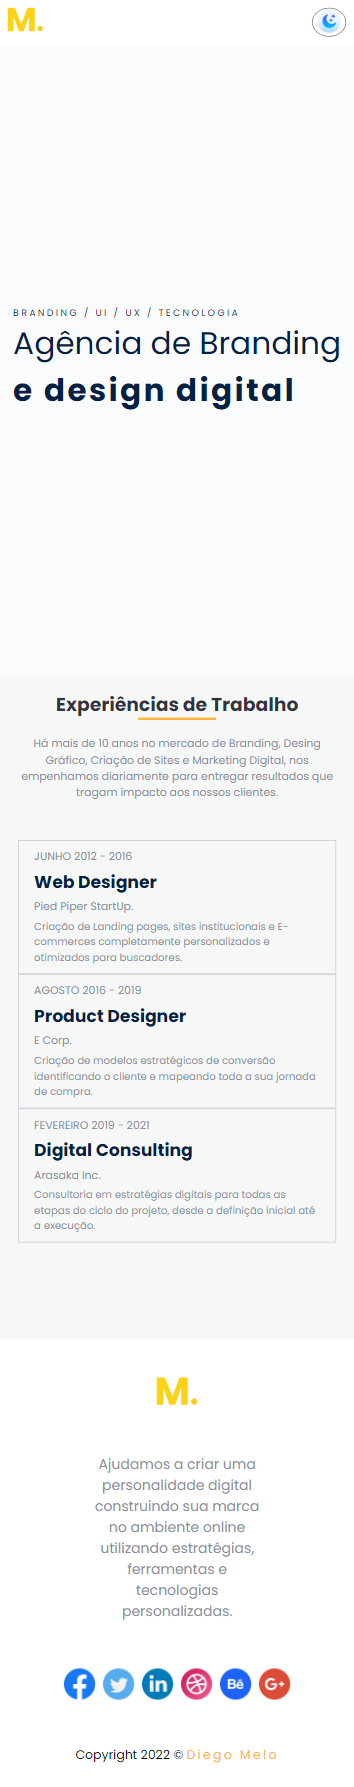 M.
BRANDING / UI / UX / TECNOLOGIA
Agência de Branding
e design digital
Experiências de Trabalho
Há mais de 10 anos no mercado de Branding, Desing
Gráfico, Criação de Sites e Marketing Digital, nos
empenhamos diariamente para entregar resultados que
tragam impacto aos nossos clientes.
JUNHO 2012 - 2016
Web Designer
Pied Piper StartUp.
Criação de Landing pages, sites institucionais e E-
commerces completamente personalizados e
otimizados para buscadores.
AGOSTO 2016 - 2019
Product Designer
E Corp.
Criação de modelos estratégicos de conversão
identificando o cliente e mapeando toda a sua jornada
de compra.
FEVEREIRO 2019 - 2021
Digital Consulting
Arasaka Inc.
Consultoria em estratégias digitais para todas as
etapas do ciclo do projeto, desde a definição inicial até
a execução.
M.
Ajudamos a criar uma
personalidade digital
construindo sua marca
no ambiente online
utilizando estratégias,
ferramentas e
tecnologias
personalizadas.
f in Bē G+
Copyright 2022 © Diego Melo